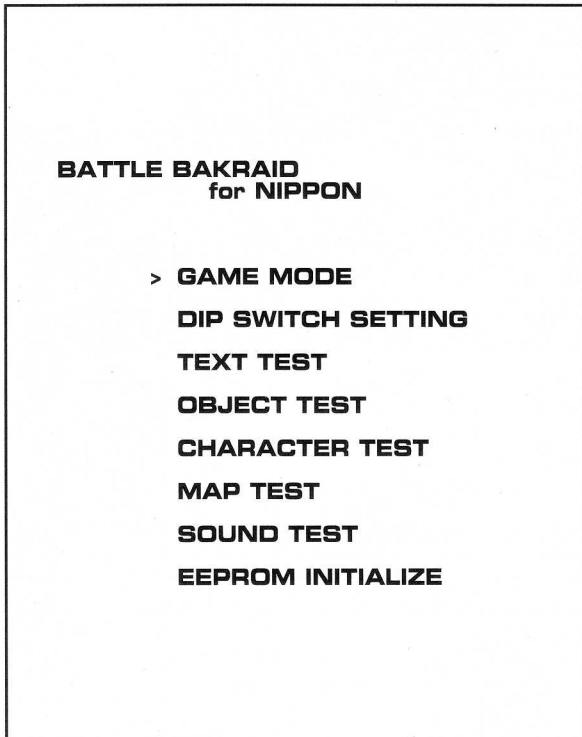 BATTLE BAKRAID
for NIPPON
> GAME MODE
DIP SWITCH SETTING
TEXT TEST
OBJECT TEST
CHARACTER TEST
MAP TEST
SOUND TEST
EEPROM INITIALIZE